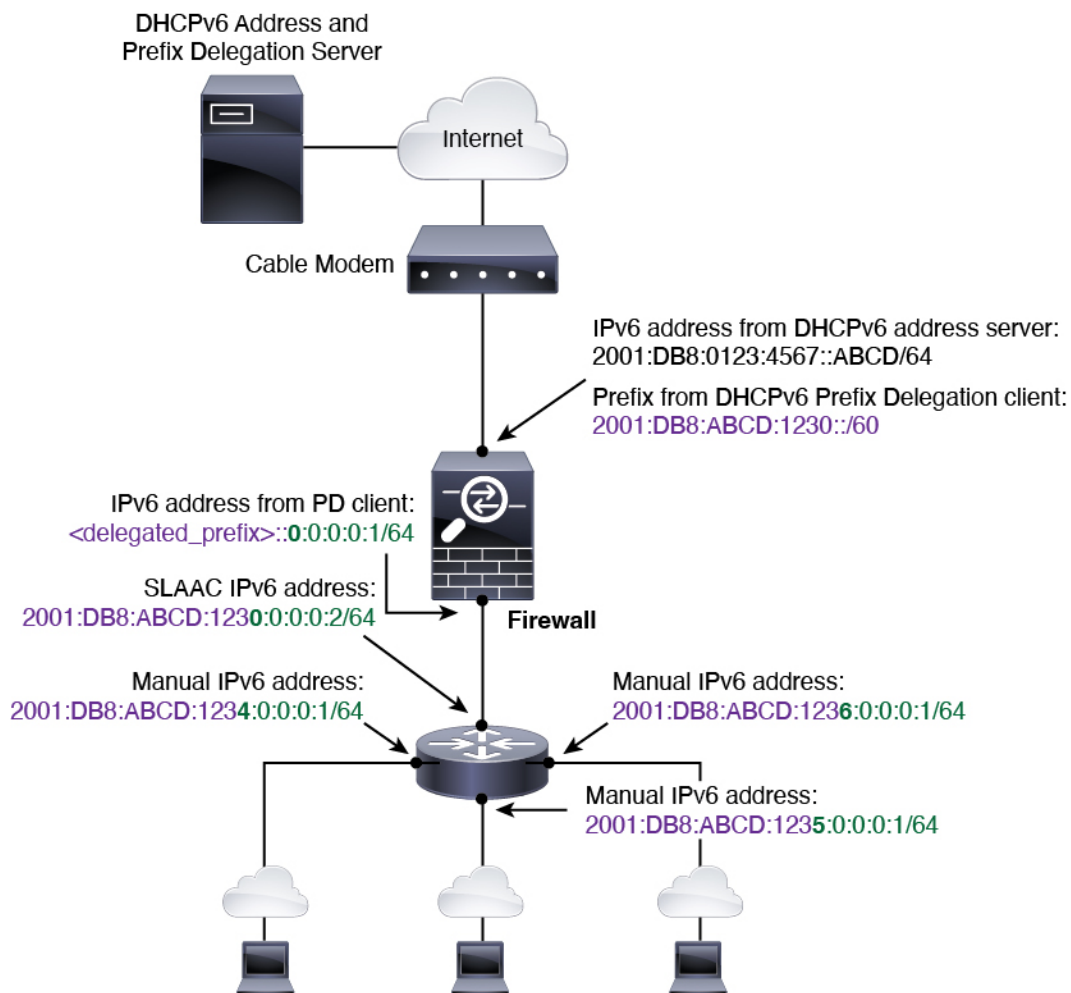 DHCPv6 Address and
Prefix Delegation Server
Internet
Cable Modem
IPv6 address from DHCPv6 address server:
2001:DB8:0123:4567::ABCD/64
Prefix from DHCPv6 Prefix Delegation client:
2001:DB8:ABCD:1230::/60
IPv6 address from PD client:
<delegated_prefix>::0:0:0:0:1/64
SLAAC IPv6 address:
2001:DB8:ABCD:1230:0:0:0:2/64
Firewall
Manual IPv6 address:
2001:DB8:ABCD:1234:0:0:0:1/64
Manual IPv6 address:
2001:DB8:ABCD:1236:0:0:0:1/64
Manual IPv6 address:
2001:DB8:ABCD:1235:0:0:0:1/64